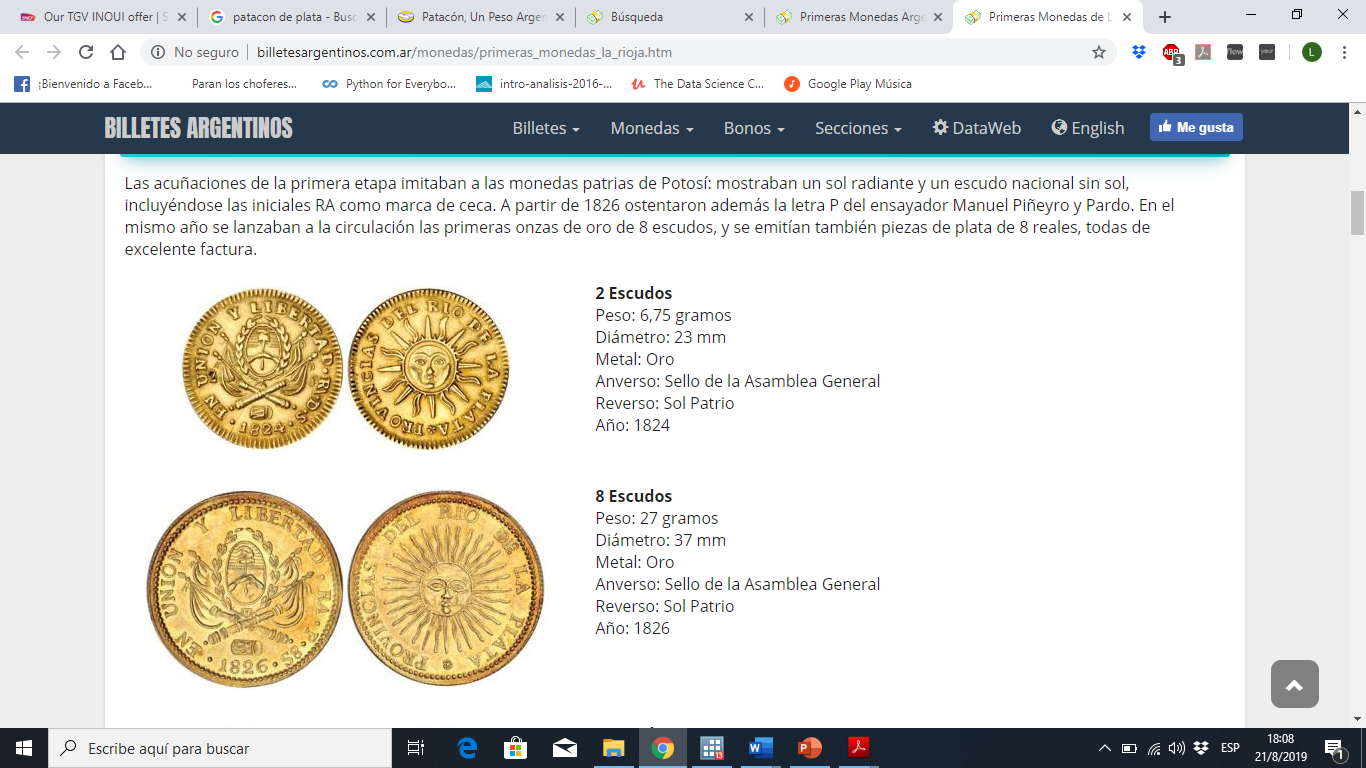 Our TGV INOUI offer | S
patacon de plata - Busc
Patacón, Un Peso Argen
Búsqueda
Primeras Monedas Arge
Primeras Monedas de L
No seguro
billetesargentinos.com.ar/monedas/primeras_monedas_la_rioja.htm
ABP
3
flow
your
L
¡Bienvenido a Faceb...
Paran los choferes...
Python for Everybo...
intro-analisis-2016-...
The Data Science C...
Google Play Música
BILLETES ARGENTINOS
Billetes
Monedas
Bonos
Secciones
DataWeb
English
Me gusta
Las acuñaciones de la primera etapa imitaban a las monedas patrias de Potosí: mostraban un sol radiante y un escudo nacional sin sol,
incluyéndose las iniciales RA como marca de ceca. A partir de 1826 ostentaron además la letra P del ensayador Manuel Piñeyro y Pardo. En el
mismo año se lanzaban a la circulación las primeras onzas de oro de 8 escudos, y se emitían también piezas de plata de 8 reales, todas de
excelente factura.
EN UNION Y LIBERTAD
1824
PROVINCIAS DEL RIO DE LA PLATA
2 Escudos
Peso: 6,75 gramos
Diámetro: 23 mm
Metal: Oro
Anverso: Sello de la Asamblea General
Reverso: Sol Patrio
Año: 1824
EN UNION Y LIBERTAD · RA · P · 8S · 1826
PROVINCIAS DEL RIO DE LA PLATA
8 Escudos
Peso: 27 gramos
Diámetro: 37 mm
Metal: Oro
Anverso: Sello de la Asamblea General
Reverso: Sol Patrio
Año: 1826
Escribe aquí para buscar
13
ESP
18:08
21/8/2019
1